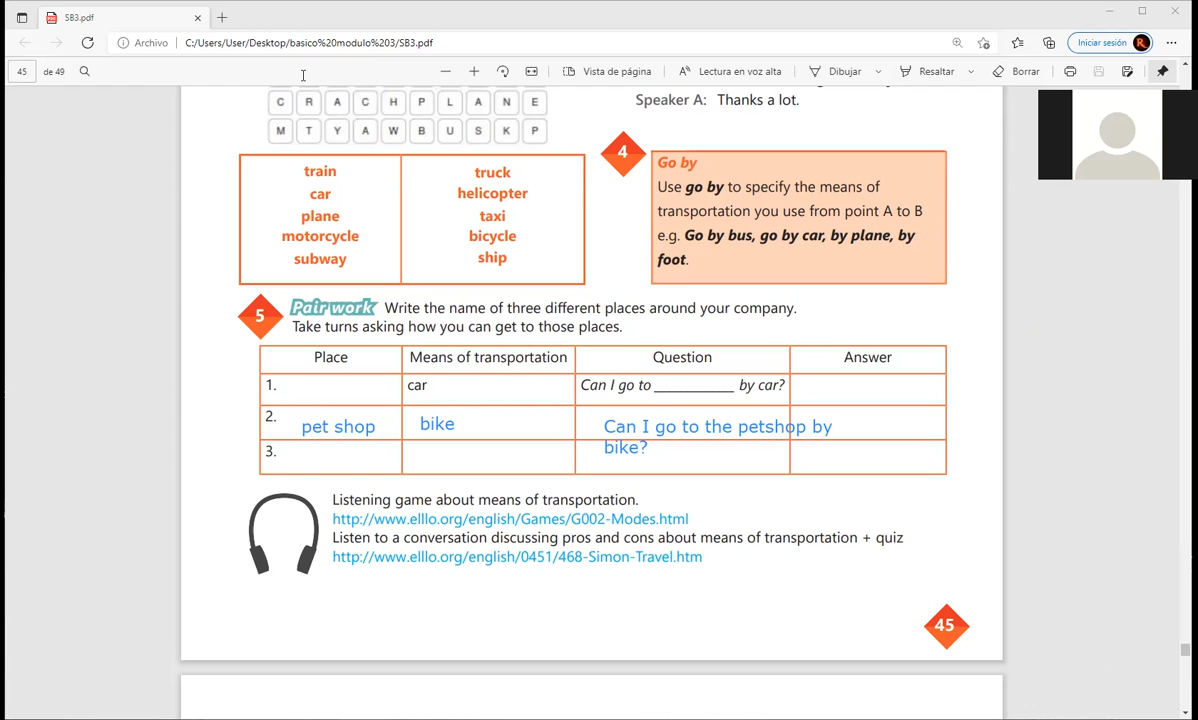 SB3.pdf
Archivo
C:/Users/User/Desktop/basico%20modulo%203/SB3.pdf
Iniciar sesión
45
de 49
Vista de página
Lectura en voz alta
Dibujar
Resaltar
Borrar
C R A C H P L A N E
M T Y A W B U S K P
Speaker A: Thanks a lot.
train
car
plane
motorcycle
subway
truck
helicopter
taxi
bicycle
ship
4
Go by
Use go by to specify the means of
transportation you use from point A to B
e.g. Go by bus, go by car, by plane, by
foot.
5
Pair work Write the name of three different places around your company.
Take turns asking how you can get to those places.
Place Means of transportation Question Answer
1. car Can I go to __________ by car?
2. pet shop bike Can I go to the petshop by
bike?
3.
Listening game about means of transportation.
http://www.elllo.org/english/Games/G002-Modes.html
Listen to a conversation discussing pros and cons about means of transportation + quiz
http://www.elllo.org/english/0451/468-Simon-Travel.htm
45